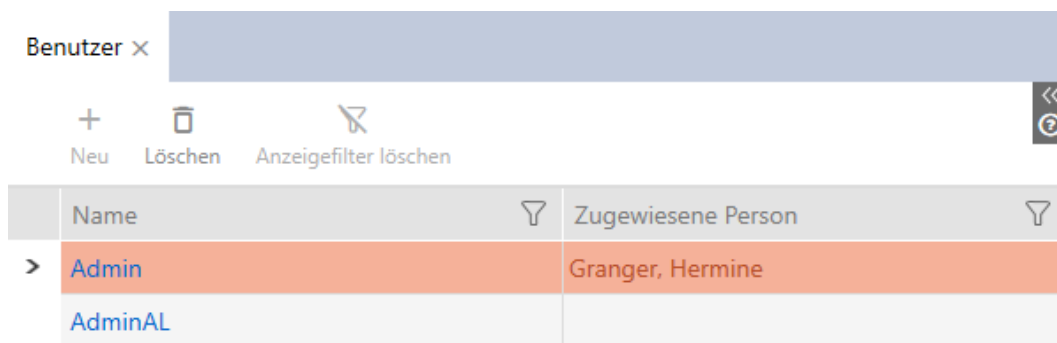 Benutzer
Neu Löschen Anzeigefilter löschen
Name Zugewiesene Person
Admin Granger, Hermine
AdminAL